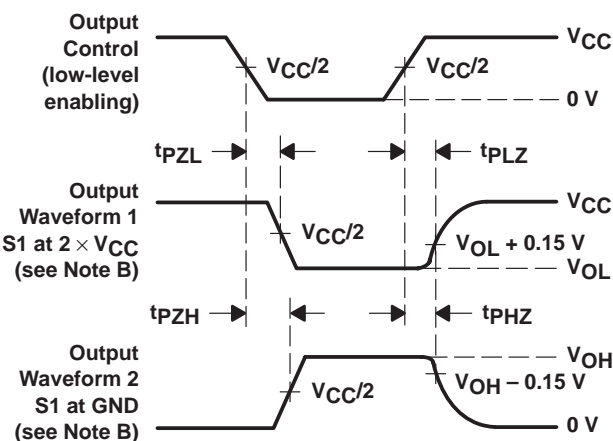 Output
Control
(low-level
enabling)
VCC/2
VCC/2
VCC
0 V
tPZL
tPLZ
Output
Waveform 1
S1 at 2 × VCC
(see Note B)
VCC/2
VCC
VOL + 0.15 V
VOL
tPZH
tPHZ
Output
Waveform 2
S1 at GND
(see Note B)
VCC/2
VOH
VOH – 0.15 V
0 V